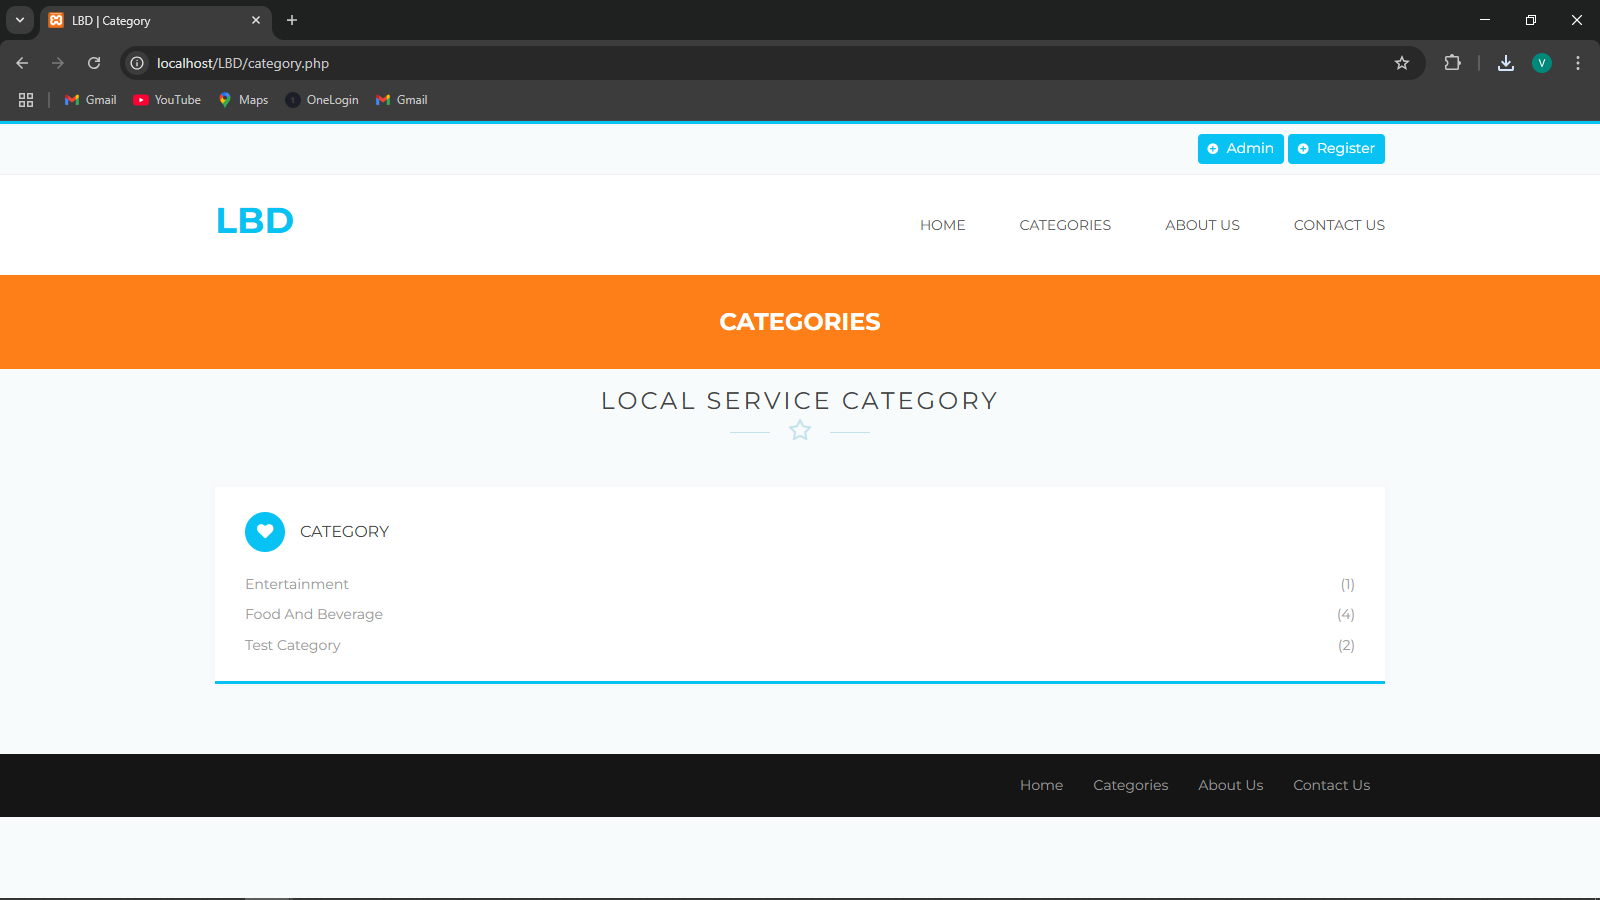 LBD | Category
localhost/LBD/category.php
V
Gmail YouTube Maps OneLogin Gmail
Admin Register
LBD
HOME CATEGORIES ABOUT US CONTACT US
CATEGORIES
LOCAL SERVICE CATEGORY
CATEGORY
Entertainment (1)
Food And Beverage (4)
Test Category (2)
Home Categories About Us Contact Us